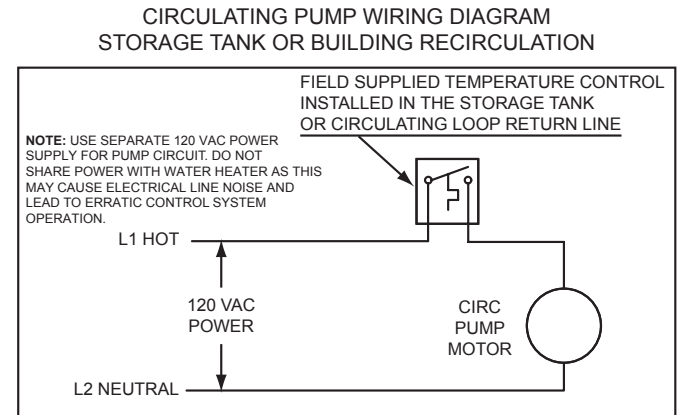 CIRCULATING PUMP WIRING DIAGRAM
STORAGE TANK OR BUILDING RECIRCULATION
FIELD SUPPLIED TEMPERATURE CONTROL
INSTALLED IN THE STORAGE TANK
OR CIRCULATING LOOP RETURN LINE
NOTE: USE SEPARATE 120 VAC POWER
SUPPLY FOR PUMP CIRCUIT. DO NOT
SHARE POWER WITH WATER HEATER AS THIS
MAY CAUSE ELECTRICAL LINE NOISE AND
LEAD TO ERRATIC CONTROL SYSTEM
OPERATION.
L1 HOT
120 VAC
POWER
CIRC
PUMP
MOTOR
L2 NEUTRAL